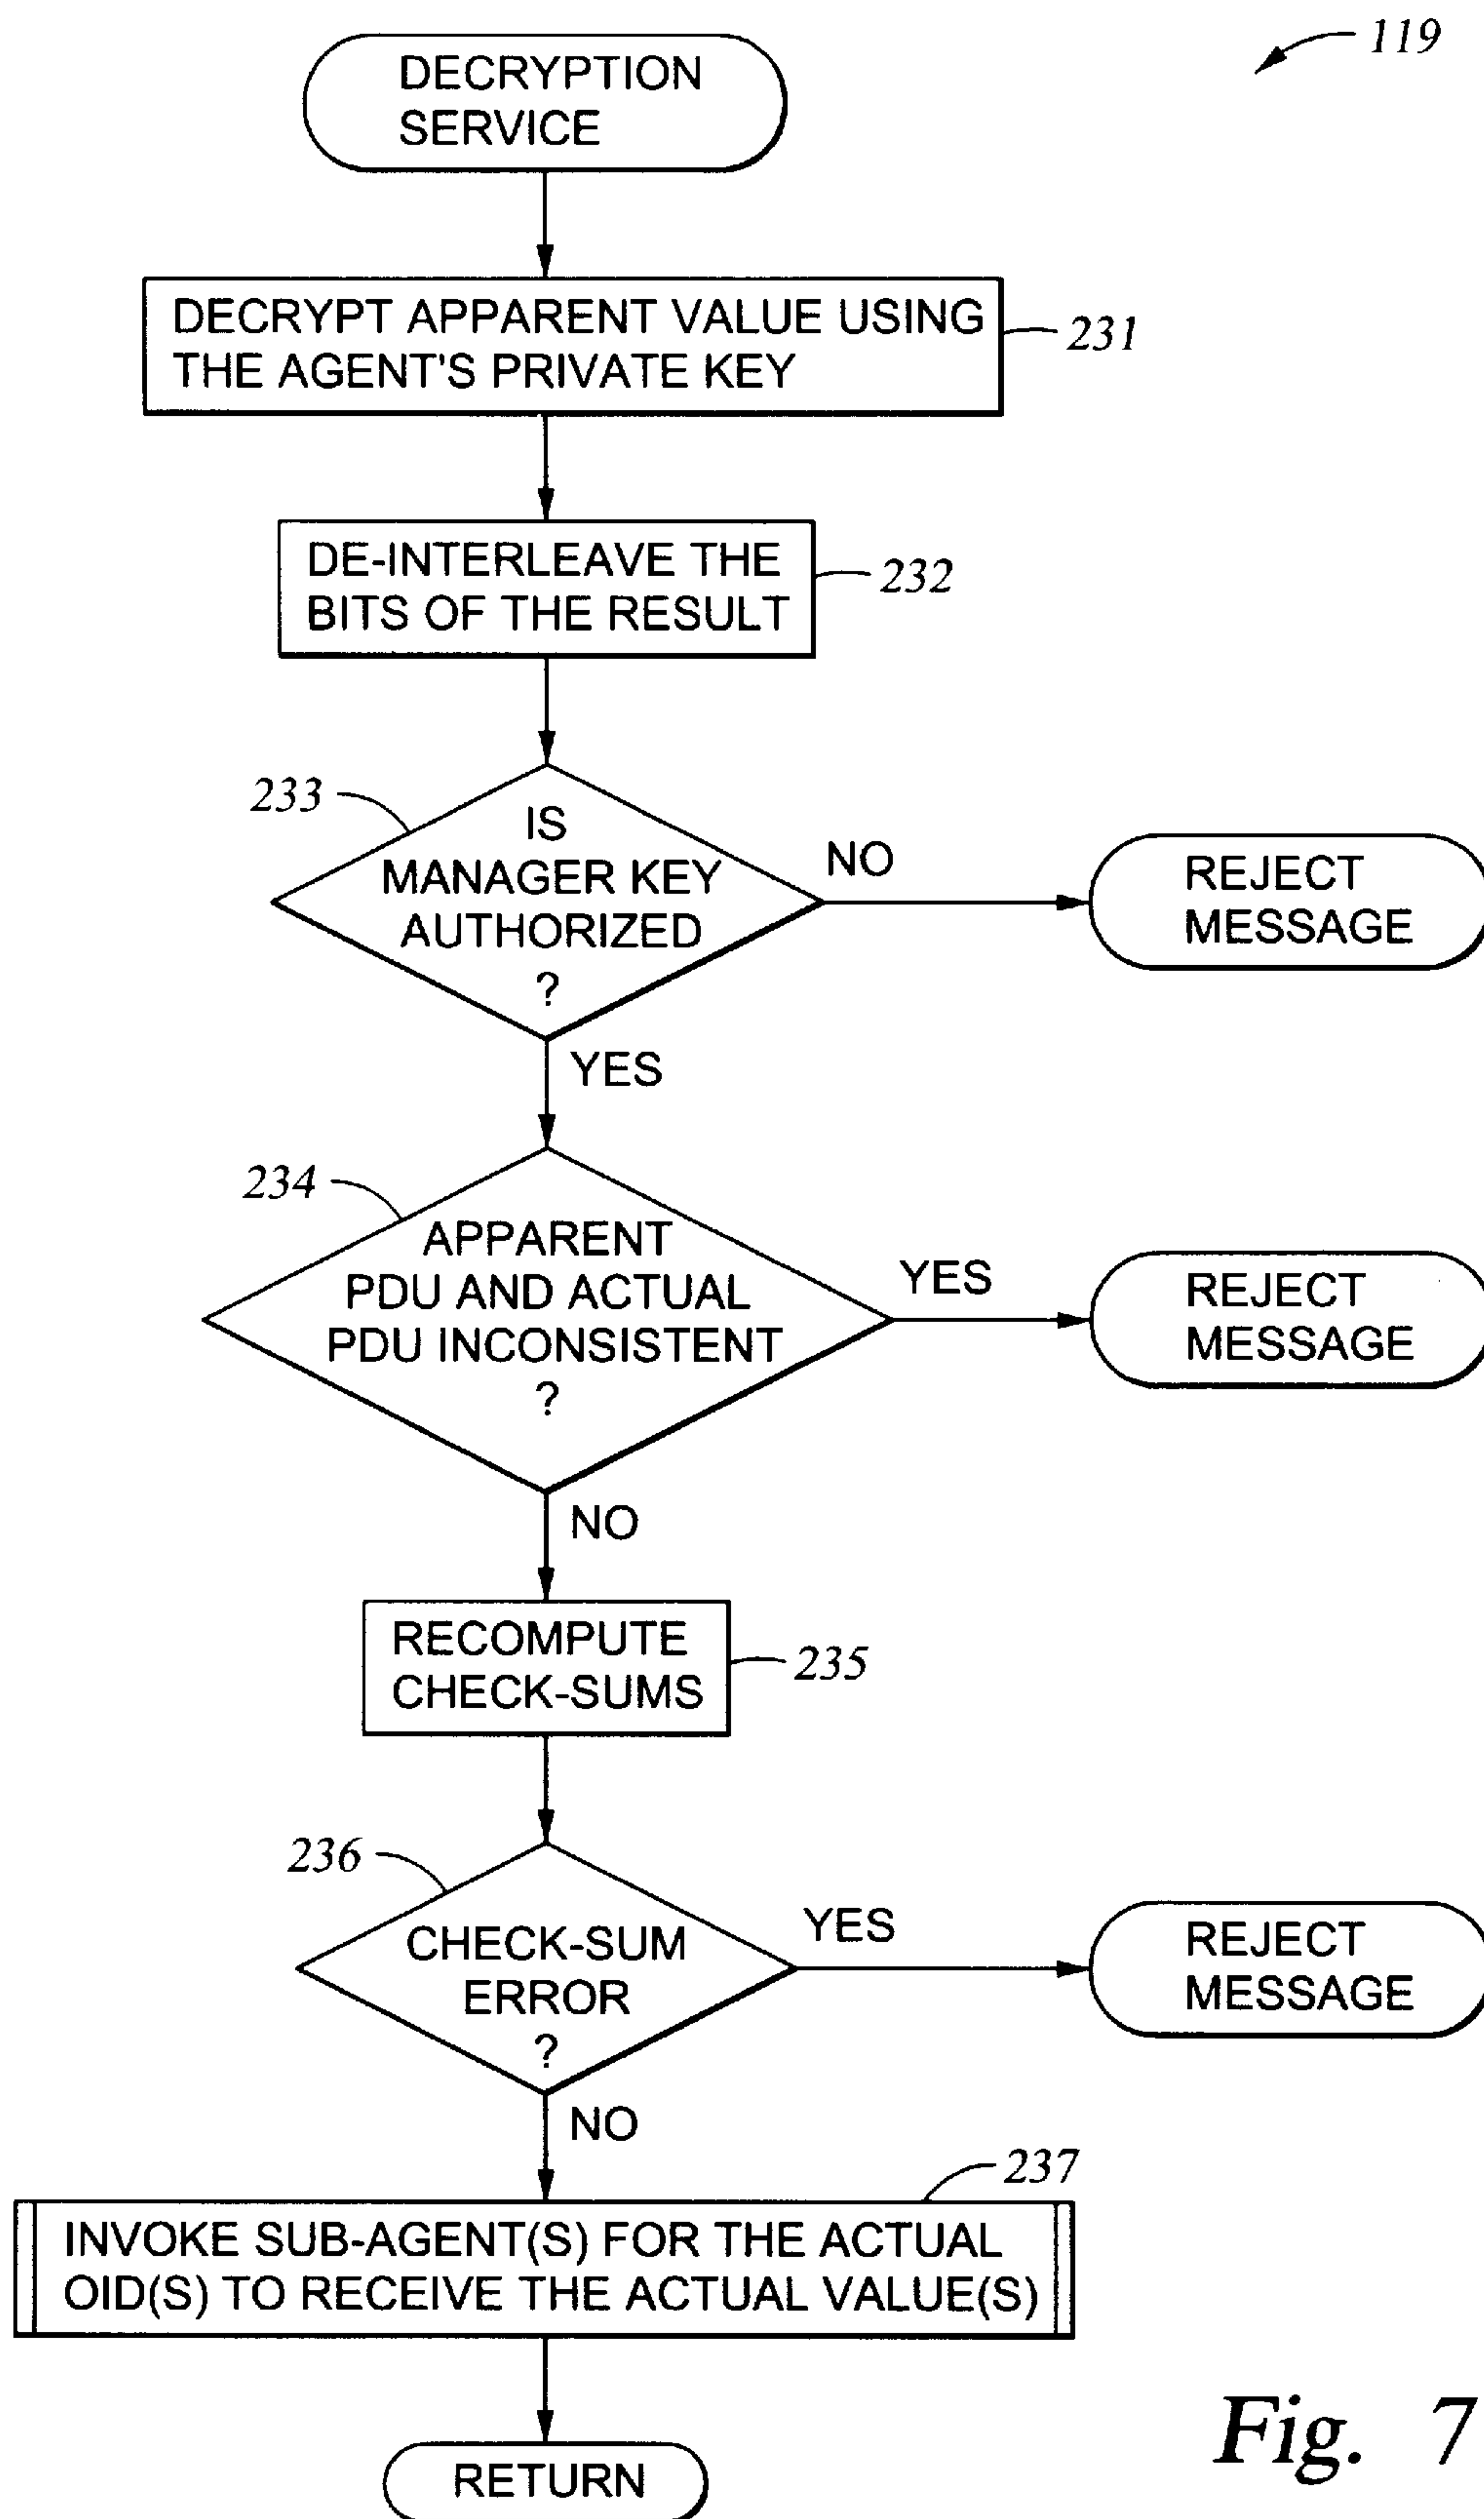 119
DECRYPTION
SERVICE
DECRYPT APPARENT VALUE USING
THE AGENT'S PRIVATE KEY
231
DE-INTERLEAVE THE
BITS OF THE RESULT
232
233
IS
MANAGER KEY
AUTHORIZED
?
NO
REJECT
MESSAGE
YES
234
APPARENT
PDU AND ACTUAL
PDU INCONSISTENT
?
YES
REJECT
MESSAGE
NO
RECOMPUTE
CHECK-SUMS
235
236
CHECK-SUM
ERROR
?
YES
REJECT
MESSAGE
NO
237
INVOKE SUB-AGENT(S) FOR THE ACTUAL
OID(S) TO RECEIVE THE ACTUAL VALUE(S)
RETURN
Fig. 7